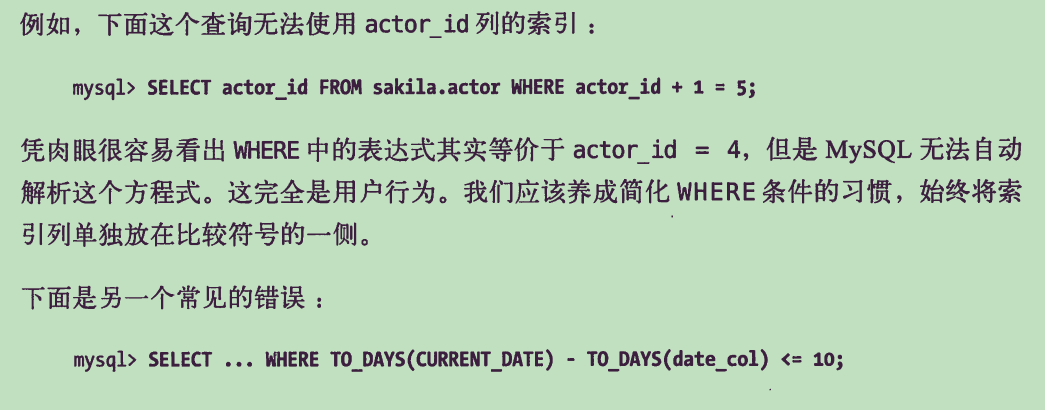 例如，下面这个查询无法使用 actor_id 列的索引：
mysql> SELECT actor_id FROM sakila.actor WHERE actor_id + 1 = 5;
凭肉眼很容易看出 WHERE 中的表达式其实等价于 actor_id = 4，但是 MySQL 无法自动
解析这个方程式。这完全是用户行为。我们应该养成简化 WHERE 条件的习惯，始终将索
引列单独放在比较符号的一侧。
下面是另一个常见的错误：
mysql> SELECT ... WHERE TO_DAYS(CURRENT_DATE) - TO_DAYS(date_col) <= 10;